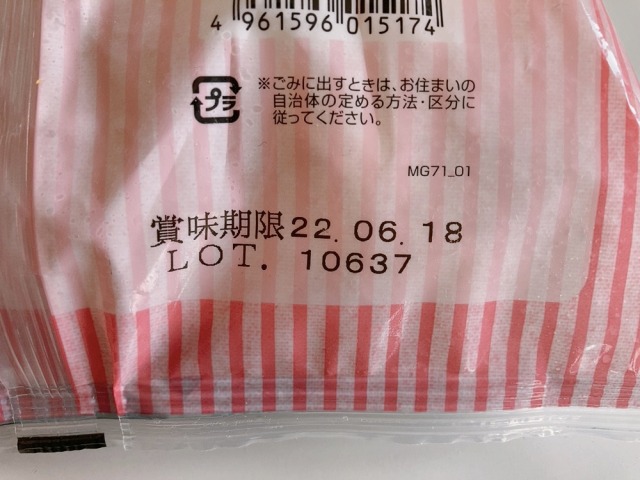 4 961596 015174
プラ
※ごみに出すときは、お住まいの
自治体の定める方法・区分に
従ってください。
MG71_01
賞味期限22.06.18
LOT. 10637